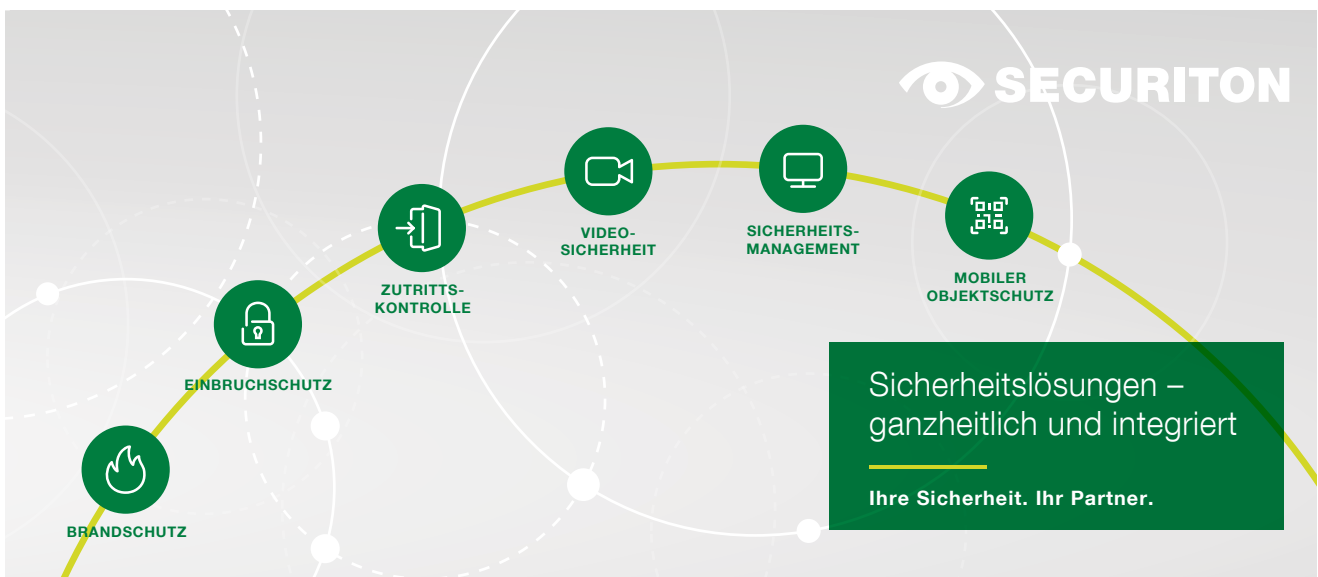 SECURITON
BRANDSCHUTZ
EINBRUCHSCHUTZ
ZUTRITTS-
KONTROLLE
VIDEO-
SICHERHEIT
SICHERHEITS-
MANAGEMENT
MOBILER
OBJEKTSCHUTZ
Sicherheitslösungen –
ganzheitlich und integriert
Ihre Sicherheit. Ihr Partner.